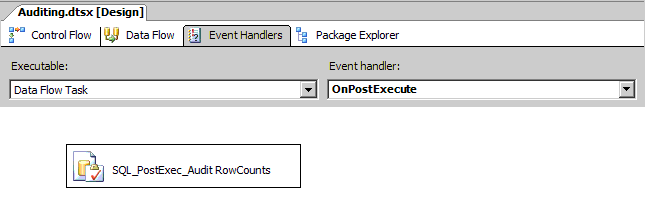 Auditing.dtsx [Design]
Control Flow Data Flow Event Handlers Package Explorer
Executable: Event handler:
Data Flow Task OnPostExecute
SQL_PostExec_Audit RowCounts